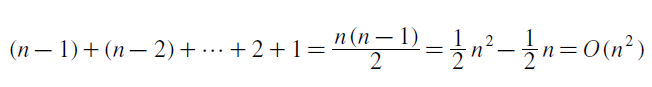 (n − 1) + (n − 2) + ··· + 2 + 1 = n(n − 1)/2 = 1/2 n² − 1/2 n = O(n²)